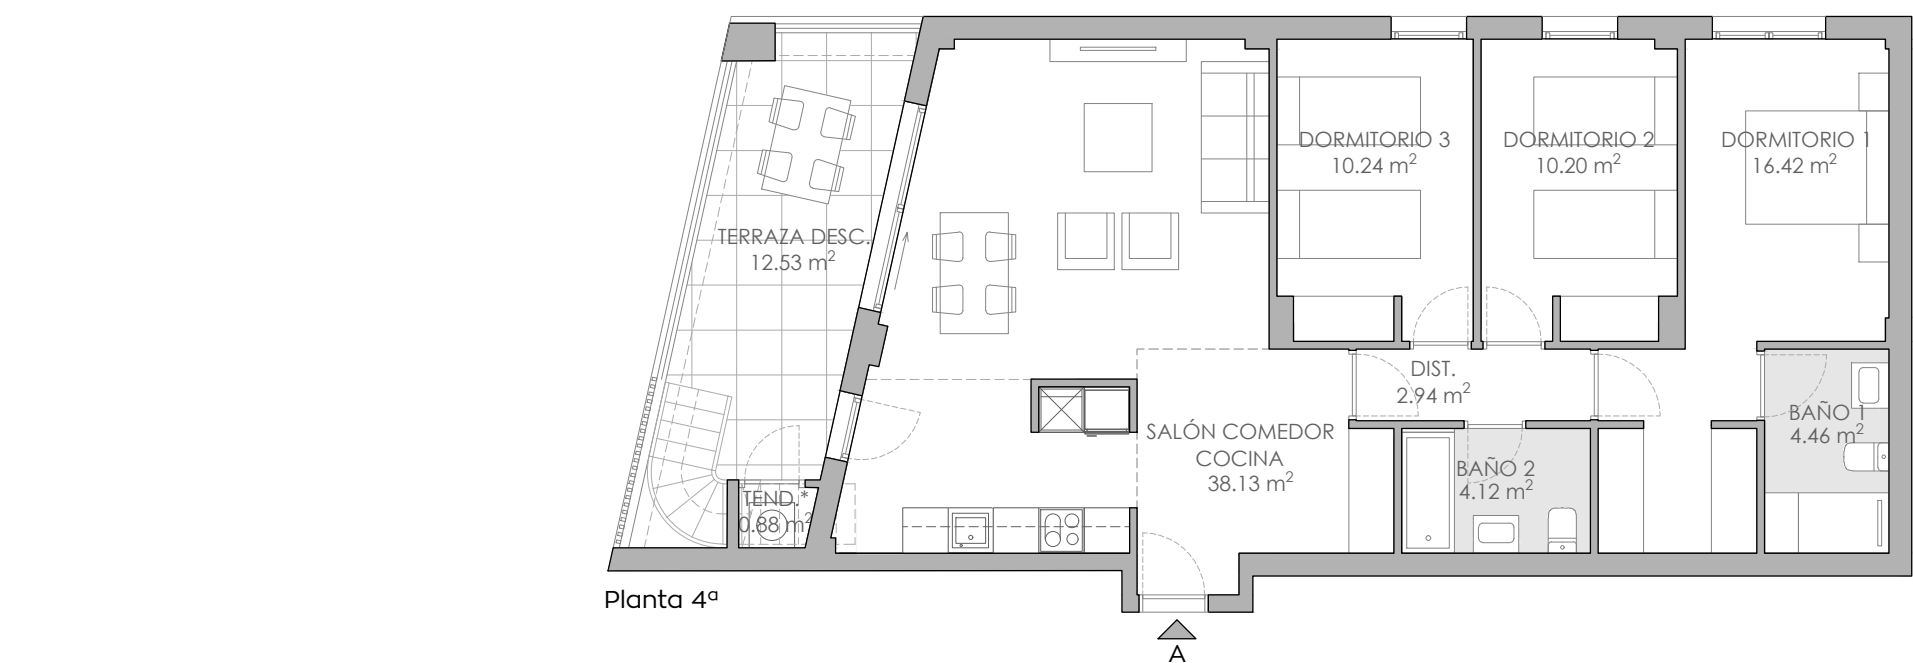 DORMITORIO 3
10.24 m²
DORMITORIO 2
10.20 m²
DORMITORIO 1
16.42 m²
TERRAZA DESC.
12.53 m²
DIST.
2.94 m²
BAÑO 1
4.46 m²
SALÓN COMEDOR
COCINA
38.13 m²
BAÑO 2
4.12 m²
TEND.*
0.88 m²
Planta 4ª
A